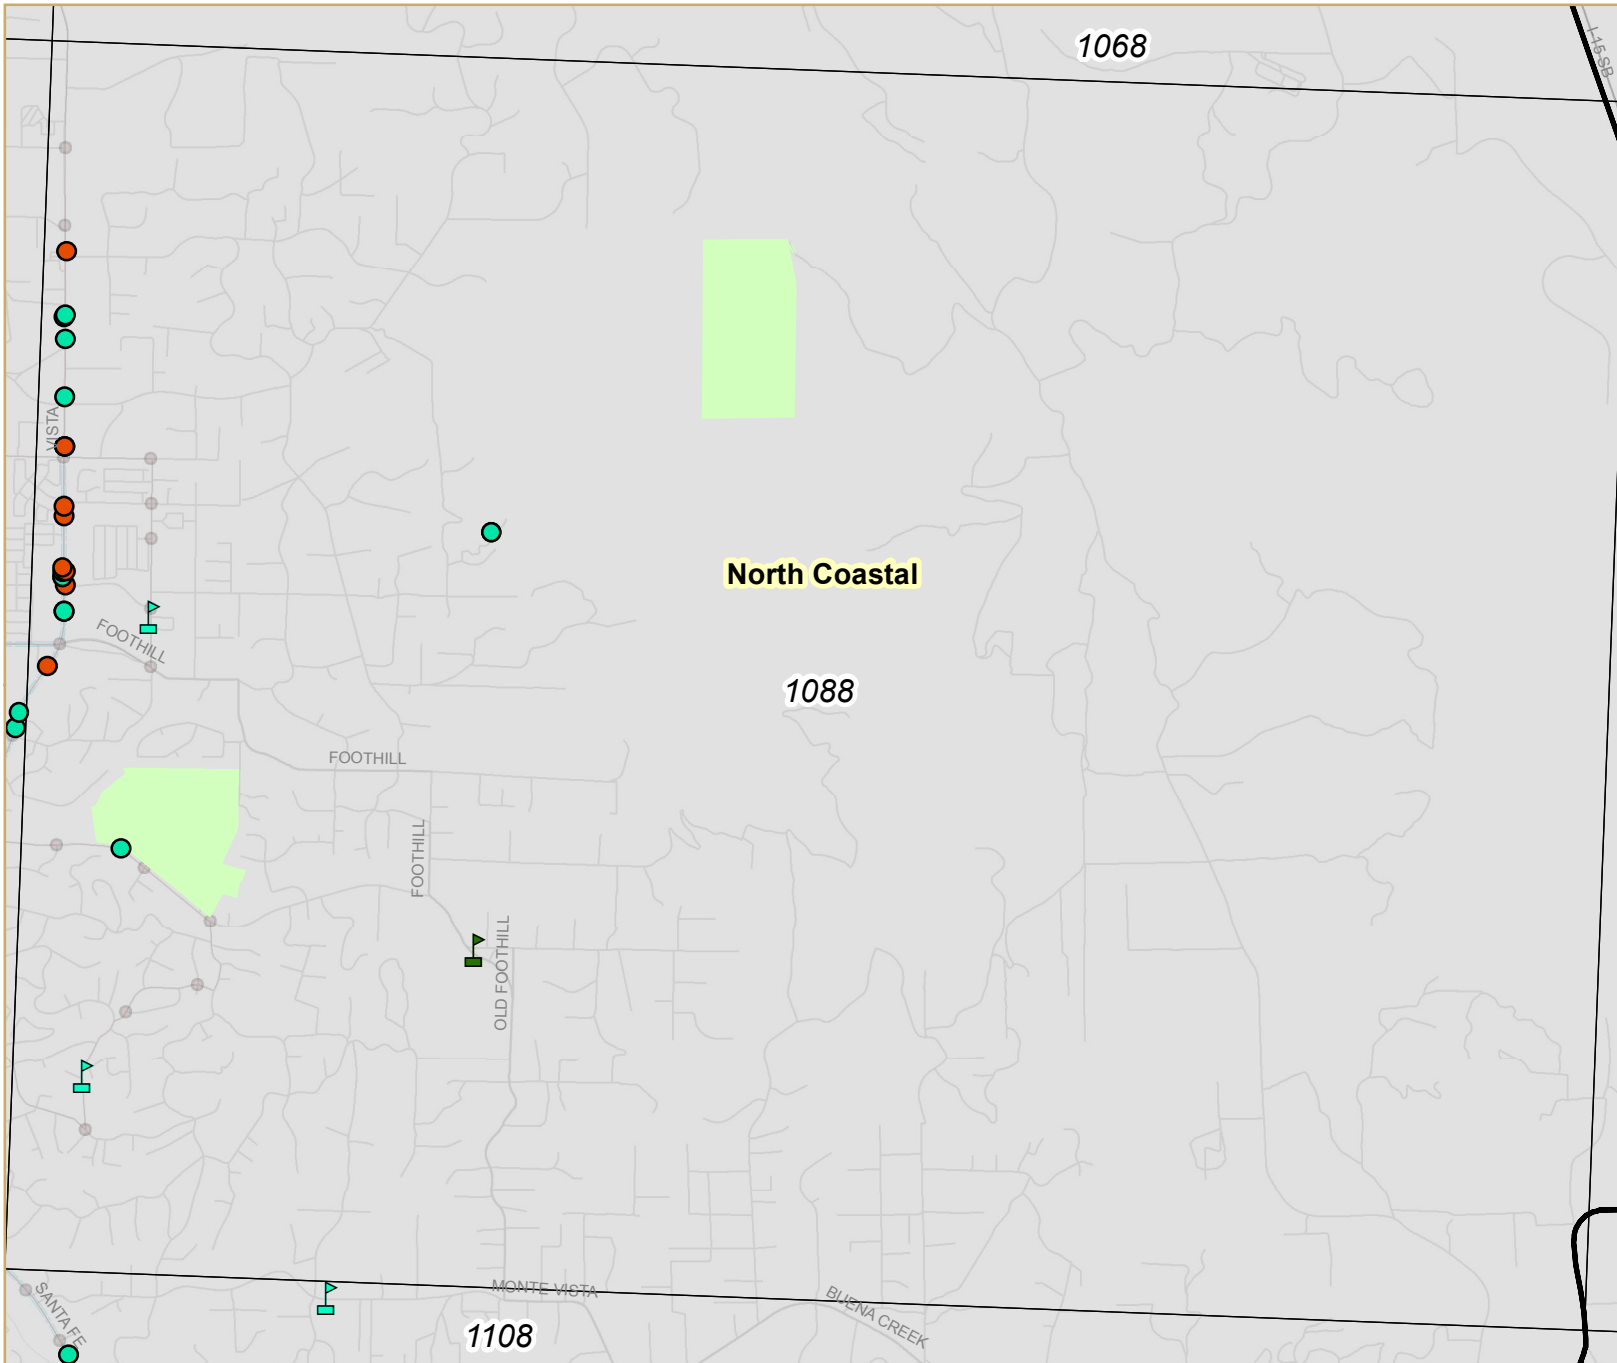 1068
I-15 SB
VISTA
North Coastal
FOOTHILL
1088
FOOTHILL
FOOTHILL
OLD FOOTHILL
MONTE VISTA
SANTA FE
BUENA CREEK
1108